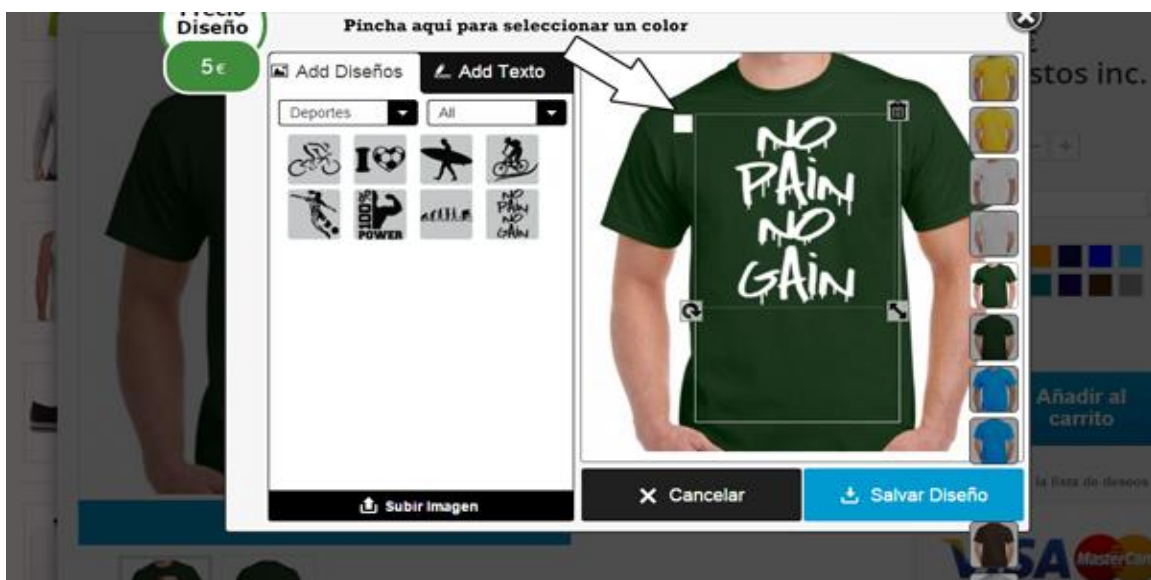 Precio
Diseño
5 €
Pincha aqui para seleccionar un color
Add Diseños
Add Texto
Deportes
All
I
100%
POWER
NO
PAIN
NO
GAIN
NO
PAIN
NO
GAIN
Subir Imagen
Cancelar
Salvar Diseño
stos inc.
Añadir al
carrito
la lista de deseos
VISA
MasterCar